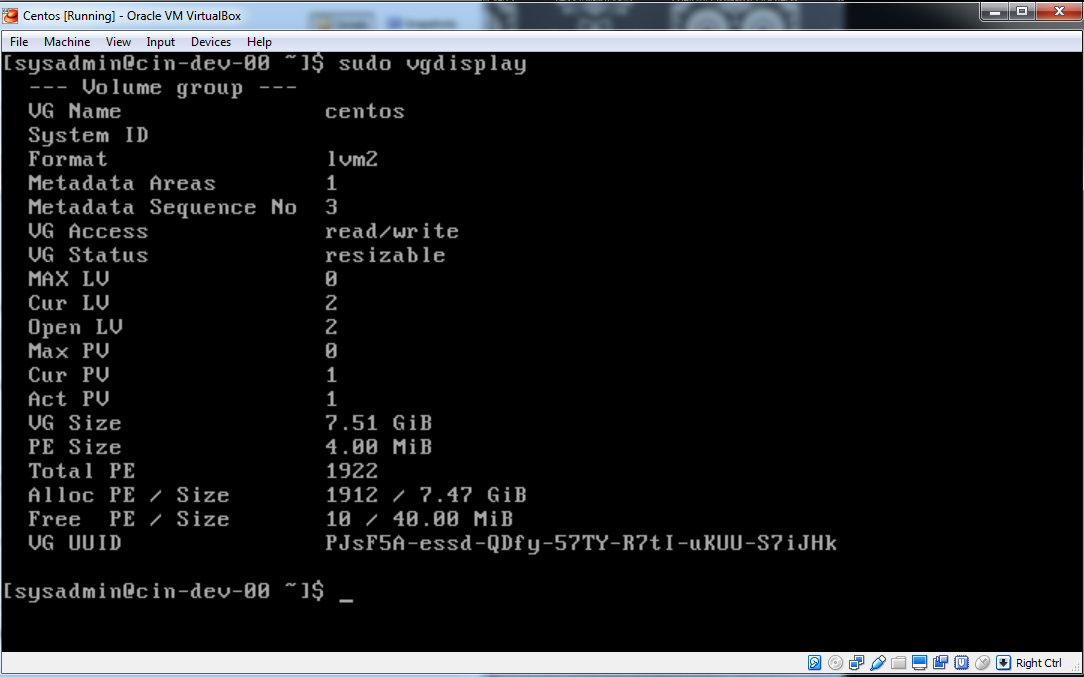 Centos [Running] - Oracle VM VirtualBox
File Machine View Input Devices Help
[sysadmin@cin-dev-00 ~]$ sudo vgdisplay
--- Volume group ---
VG Name centos
System ID
Format lvm2
Metadata Areas 1
Metadata Sequence No 3
VG Access read/write
VG Status resizable
MAX LV 0
Cur LV 2
Open LV 2
Max PV 0
Cur PV 1
Act PV 1
VG Size 7.51 GiB
PE Size 4.00 MiB
Total PE 1922
Alloc PE / Size 1912 / 7.47 GiB
Free PE / Size 10 / 40.00 MiB
VG UUID PJsF5A-essd-QDfy-57TY-R7tI-uKUU-S7iJHk
[sysadmin@cin-dev-00 ~]$ _
Right Ctrl